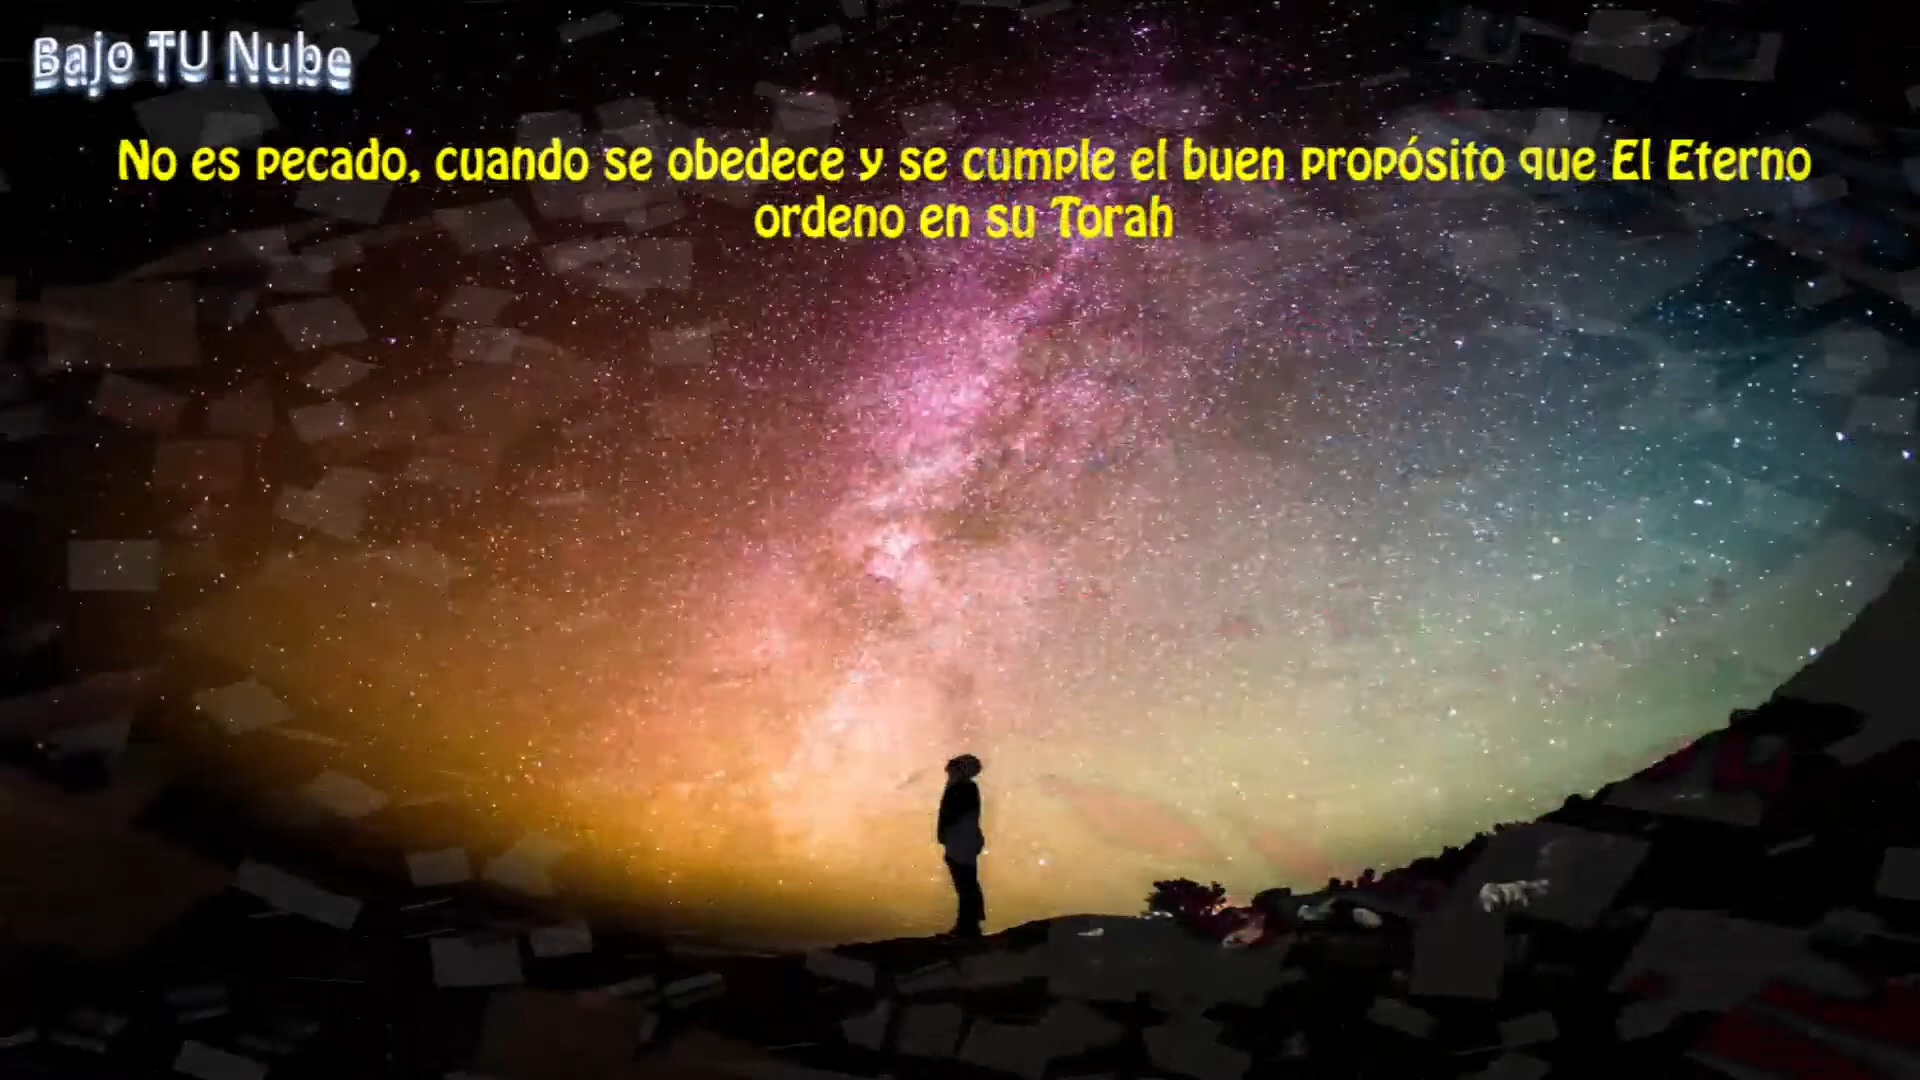 Bajo TU Nube
No es pecado, cuando se obedece y se cumple el buen propósito que El Eterno
ordeno en su Torah